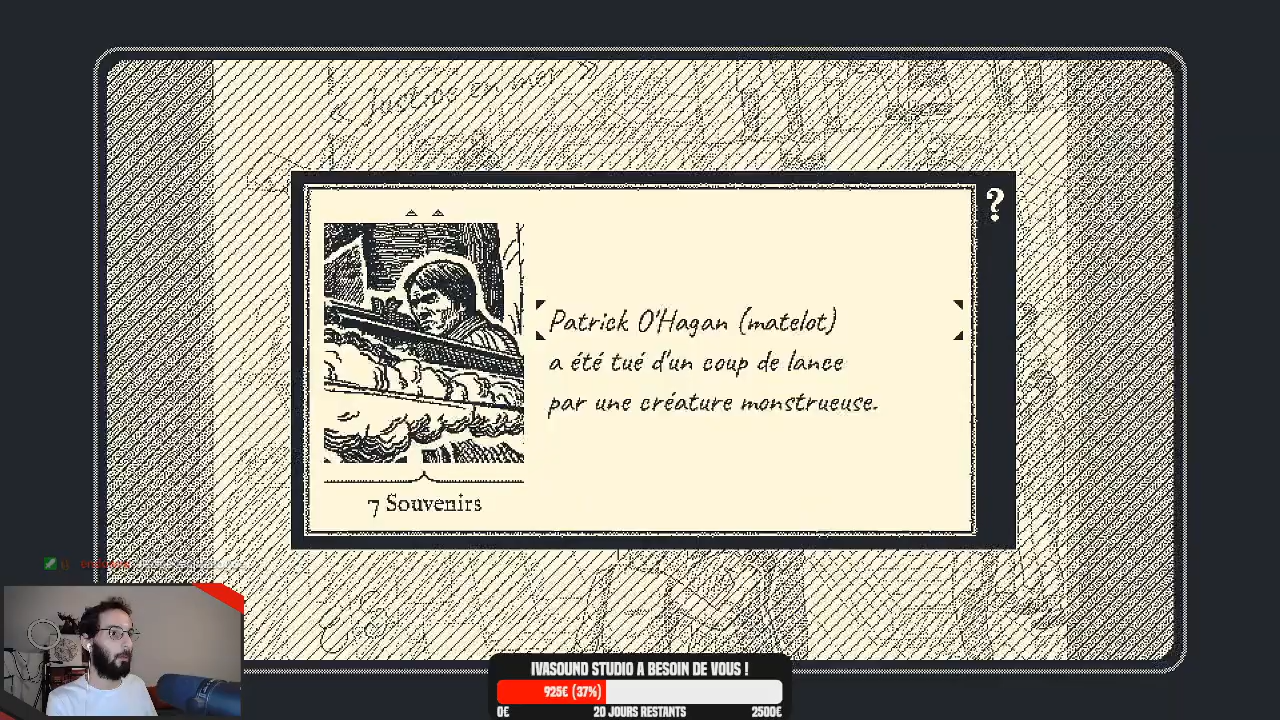 ?
Patrick O'Hagan (matelot)
a été tué d'un coup de lance
par une créature monstrueuse.
7 Souvenirs
IVASOUND STUDIO A BESOIN DE VOUS !
925€ (37%)
0€ 20 JOURS RESTANTS 2500€